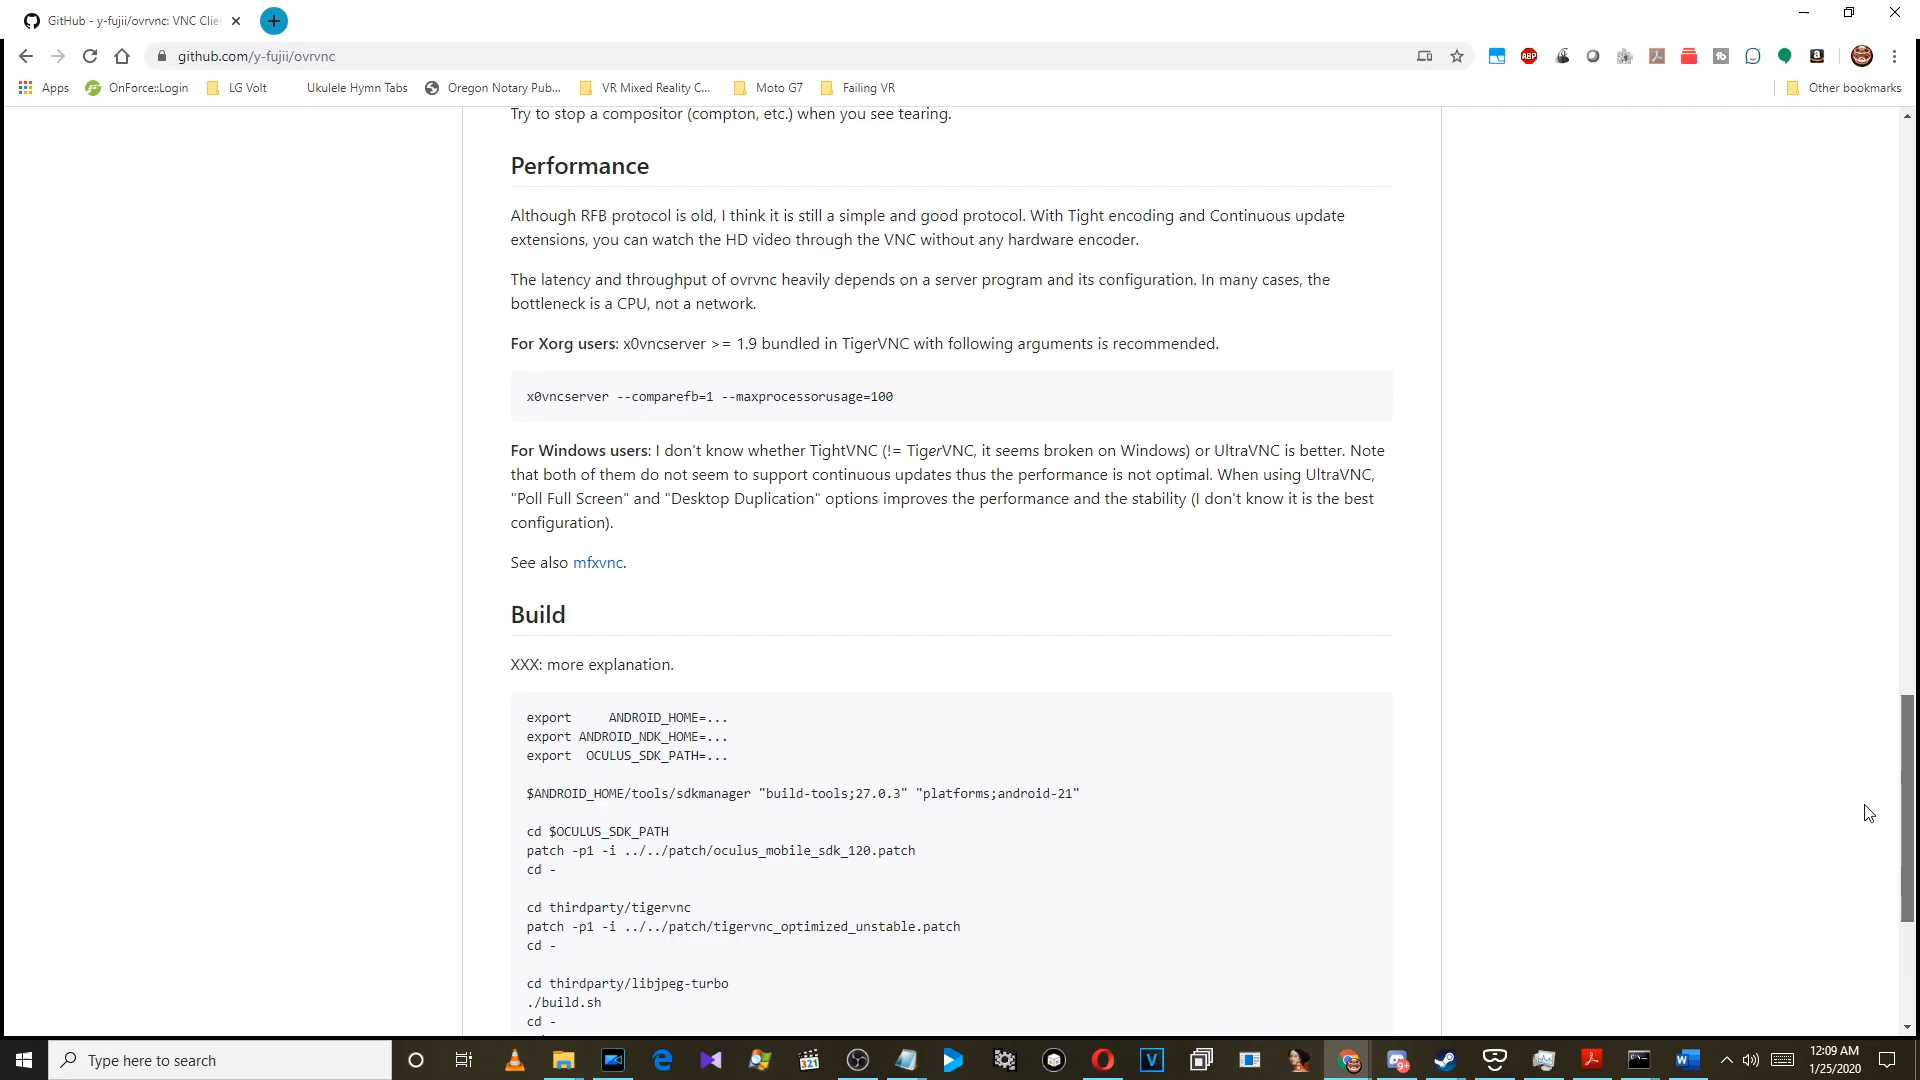 GitHub - y-fujii/ovrvnc: VNC Clie
github.com/y-fujii/ovrvnc
Apps
OnForce::Login
LG Volt
Ukulele Hymn Tabs
Oregon Notary Pub...
VR Mixed Reality C...
Moto G7
Failing VR
Other bookmarks
Try to stop a compositor (compton, etc.) when you see tearing.
Performance
Although RFB protocol is old, I think it is still a simple and good protocol. With Tight encoding and Continuous update
extensions, you can watch the HD video through the VNC without any hardware encoder.
The latency and throughput of ovrvnc heavily depends on a server program and its configuration. In many cases, the
bottleneck is a CPU, not a network.
For Xorg users: x0vncserver >= 1.9 bundled in TigerVNC with following arguments is recommended.
x0vncserver --comparefb=1 --maxprocessorusage=100
For Windows users: I don't know whether TightVNC (!= TigerVNC, it seems broken on Windows) or UltraVNC is better. Note
that both of them do not seem to support continuous updates thus the performance is not optimal. When using UltraVNC,
"Poll Full Screen" and "Desktop Duplication" options improves the performance and the stability (I don't know it is the best
configuration).
See also mfxvnc.
Build
XXX: more explanation.
export     ANDROID_HOME=...
export ANDROID_NDK_HOME=...
export  OCULUS_SDK_PATH=...
$ANDROID_HOME/tools/sdkmanager "build-tools;27.0.3" "platforms;android-21"
cd $OCULUS_SDK_PATH
patch -p1 -i ../../patch/oculus_mobile_sdk_120.patch
cd -
cd thirdparty/tigervnc
patch -p1 -i ../../patch/tigervnc_optimized_unstable.patch
cd -
cd thirdparty/libjpeg-turbo
./build.sh
cd -
Type here to search
12:09 AM
1/25/2020